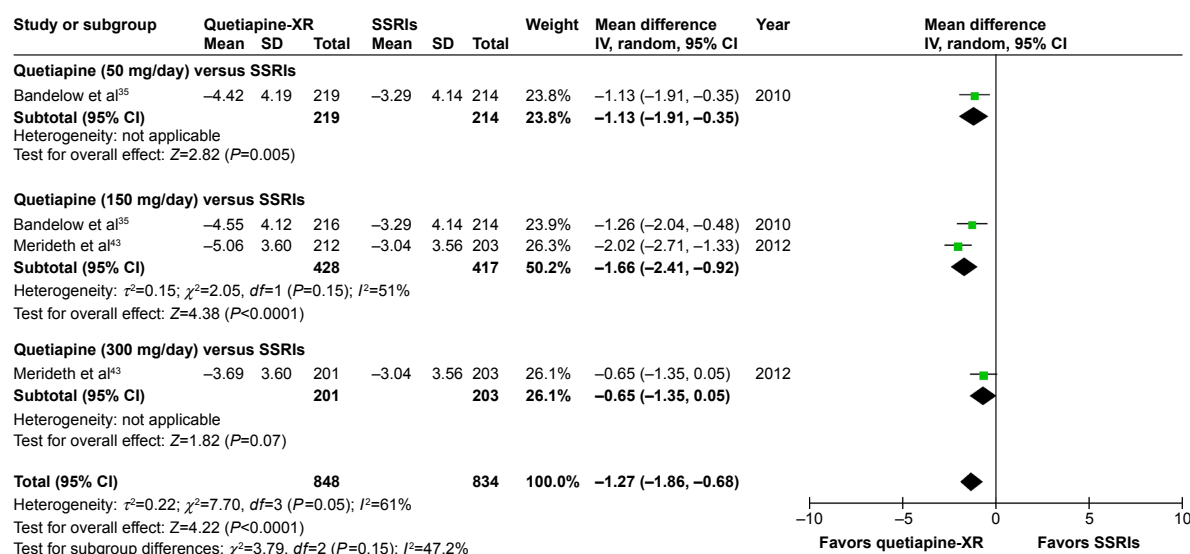 Study or subgroup Quetiapine-XR SSRIs Weight Mean difference Year Mean difference
Mean SD Total Mean SD Total IV, random, 95% CI IV, random, 95% CI
Quetiapine (50 mg/day) versus SSRIs
Bandelow et al³⁵ –4.42 4.19 219 –3.29 4.14 214 23.8% –1.13 (–1.91, –0.35) 2010
Subtotal (95% CI) 219 214 23.8% –1.13 (–1.91, –0.35)
Heterogeneity: not applicable
Test for overall effect: Z=2.82 (P=0.005)
Quetiapine (150 mg/day) versus SSRIs
Bandelow et al³⁵ –4.55 4.12 216 –3.29 4.14 214 23.9% –1.26 (–2.04, –0.48) 2010
Merideth et al⁴³ –5.06 3.60 212 –3.04 3.56 203 26.3% –2.02 (–2.71, –1.33) 2012
Subtotal (95% CI) 428 417 50.2% –1.66 (–2.41, –0.92)
Heterogeneity: τ²=0.15; χ²=2.05, df=1 (P=0.15); I²=51%
Test for overall effect: Z=4.38 (P<0.0001)
Quetiapine (300 mg/day) versus SSRIs
Merideth et al⁴³ –3.69 3.60 201 –3.04 3.56 203 26.1% –0.65 (–1.35, 0.05) 2012
Subtotal (95% CI) 201 203 26.1% –0.65 (–1.35, 0.05)
Heterogeneity: not applicable
Test for overall effect: Z=1.82 (P=0.07)
Total (95% CI) 848 834 100.0% –1.27 (–1.86, –0.68)
Heterogeneity: τ²=0.22; χ²=7.70, df=3 (P=0.05); I²=61%
Test for overall effect: Z=4.22 (P<0.0001)
Test for subgroup differences: χ²=3.79, df=2 (P=0.15); I²=47.2%
–10 –5 0 5 10
Favors quetiapine-XR Favors SSRIs